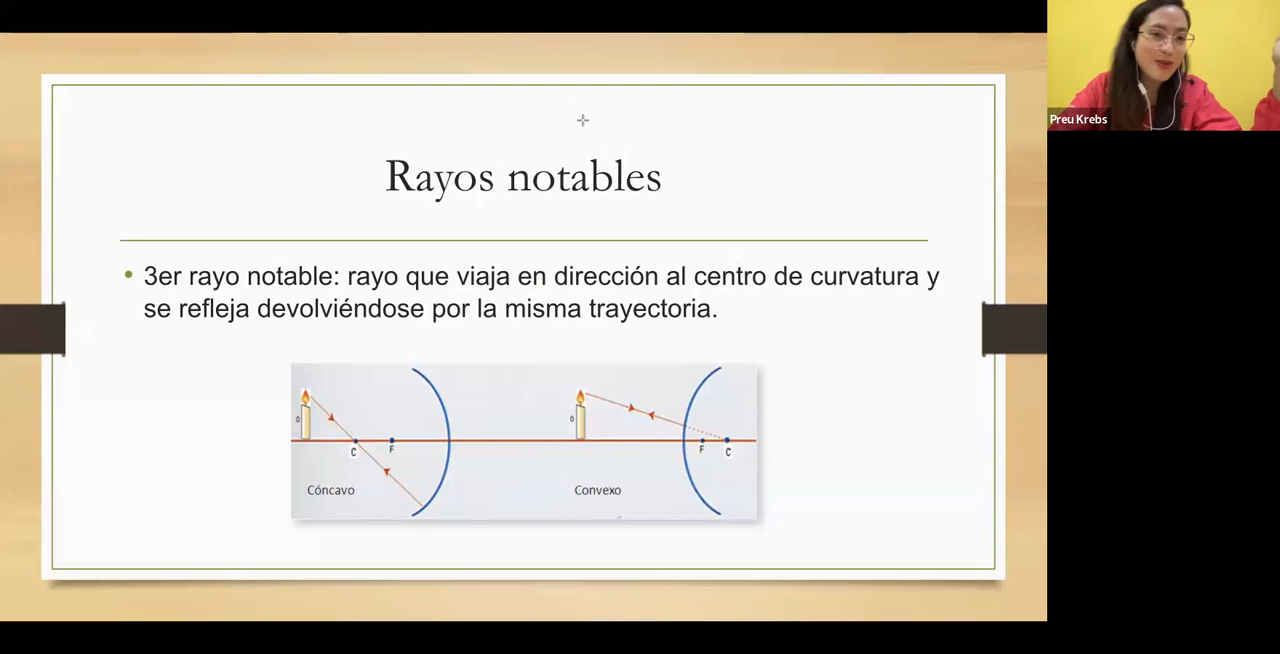 Rayos notables
• 3er rayo notable: rayo que viaja en dirección al centro de curvatura y
se refleja devolviéndose por la misma trayectoria.
o
C
F
Cóncavo
o
F
C
Convexo
Preu Krebs